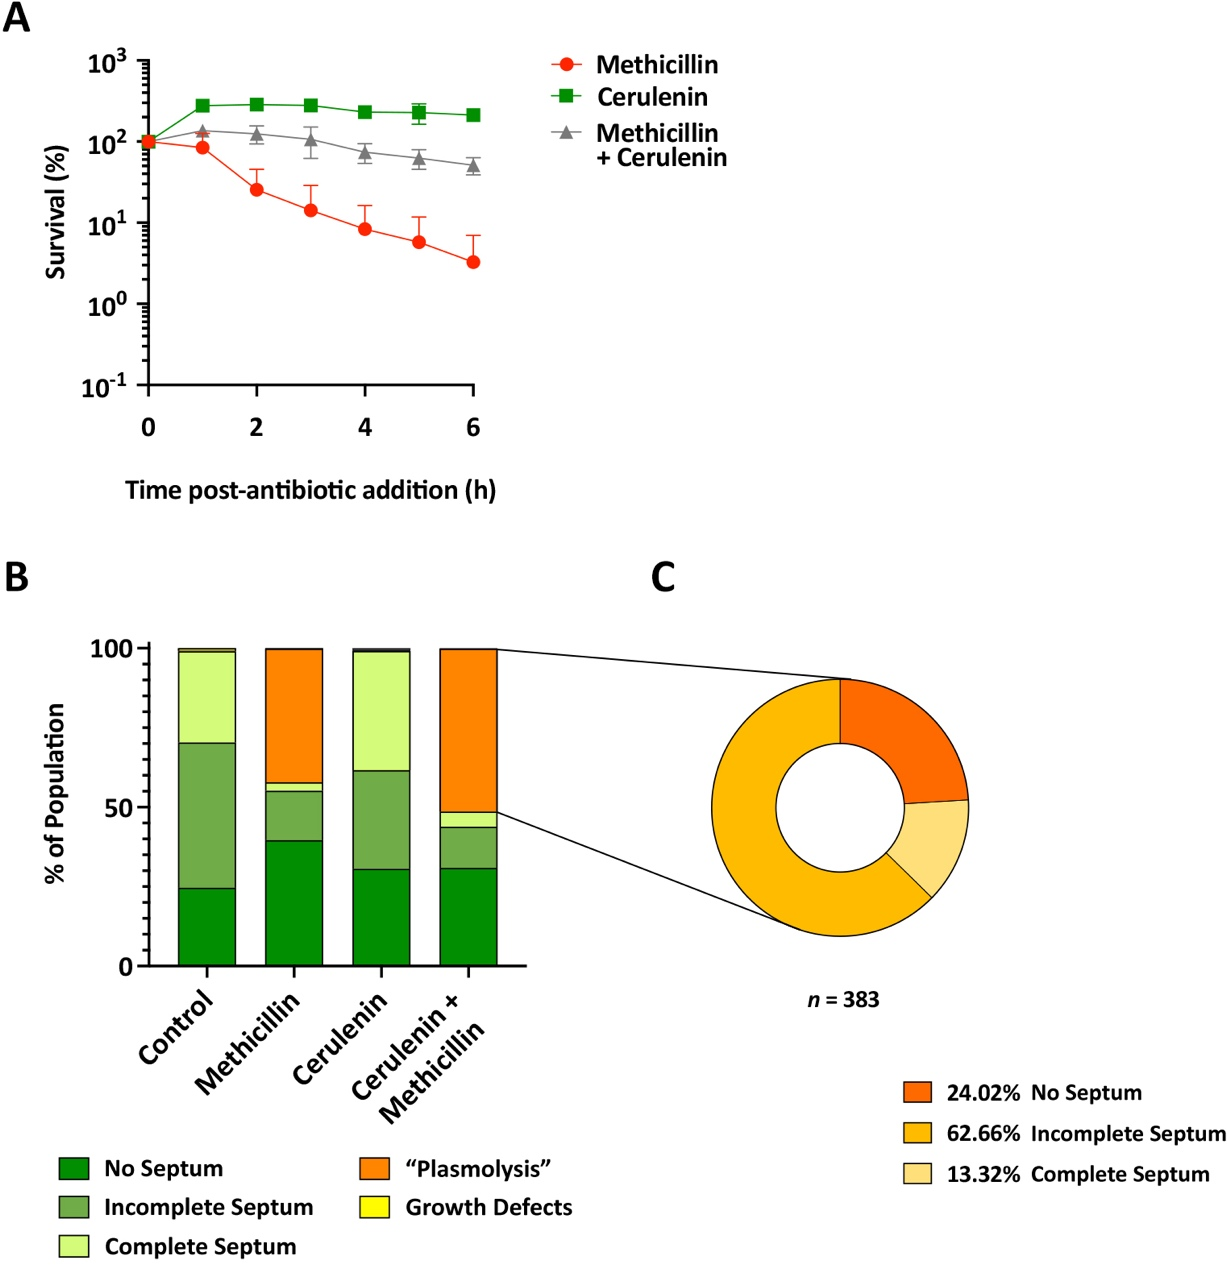 A
Survival (%)
10³
10²
10¹
10⁰
10⁻¹
0 2 4 6
Time post-antibiotic addition (h)
Methicillin
Cerulenin
Methicillin
+ Cerulenin
B
% of Population
100
50
0
Control
Methicillin
Cerulenin
Cerulenin +
Methicillin
No Septum
Incomplete Septum
Complete Septum
“Plasmolysis”
Growth Defects
C
n = 383
24.02% No Septum
62.66% Incomplete Septum
13.32% Complete Septum